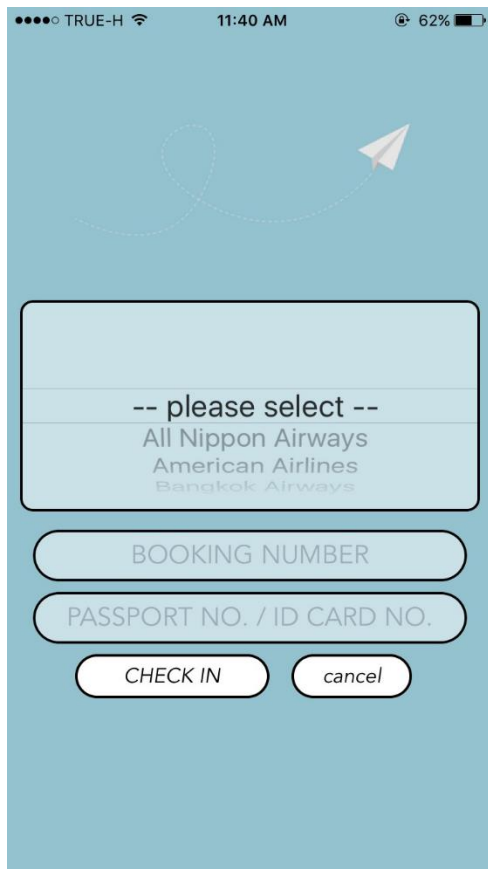 TRUE-H 11:40 AM 62%
-- please select --
All Nippon Airways
American Airlines
Bangkok Airways
BOOKING NUMBER
PASSPORT NO. / ID CARD NO.
CHECK IN cancel